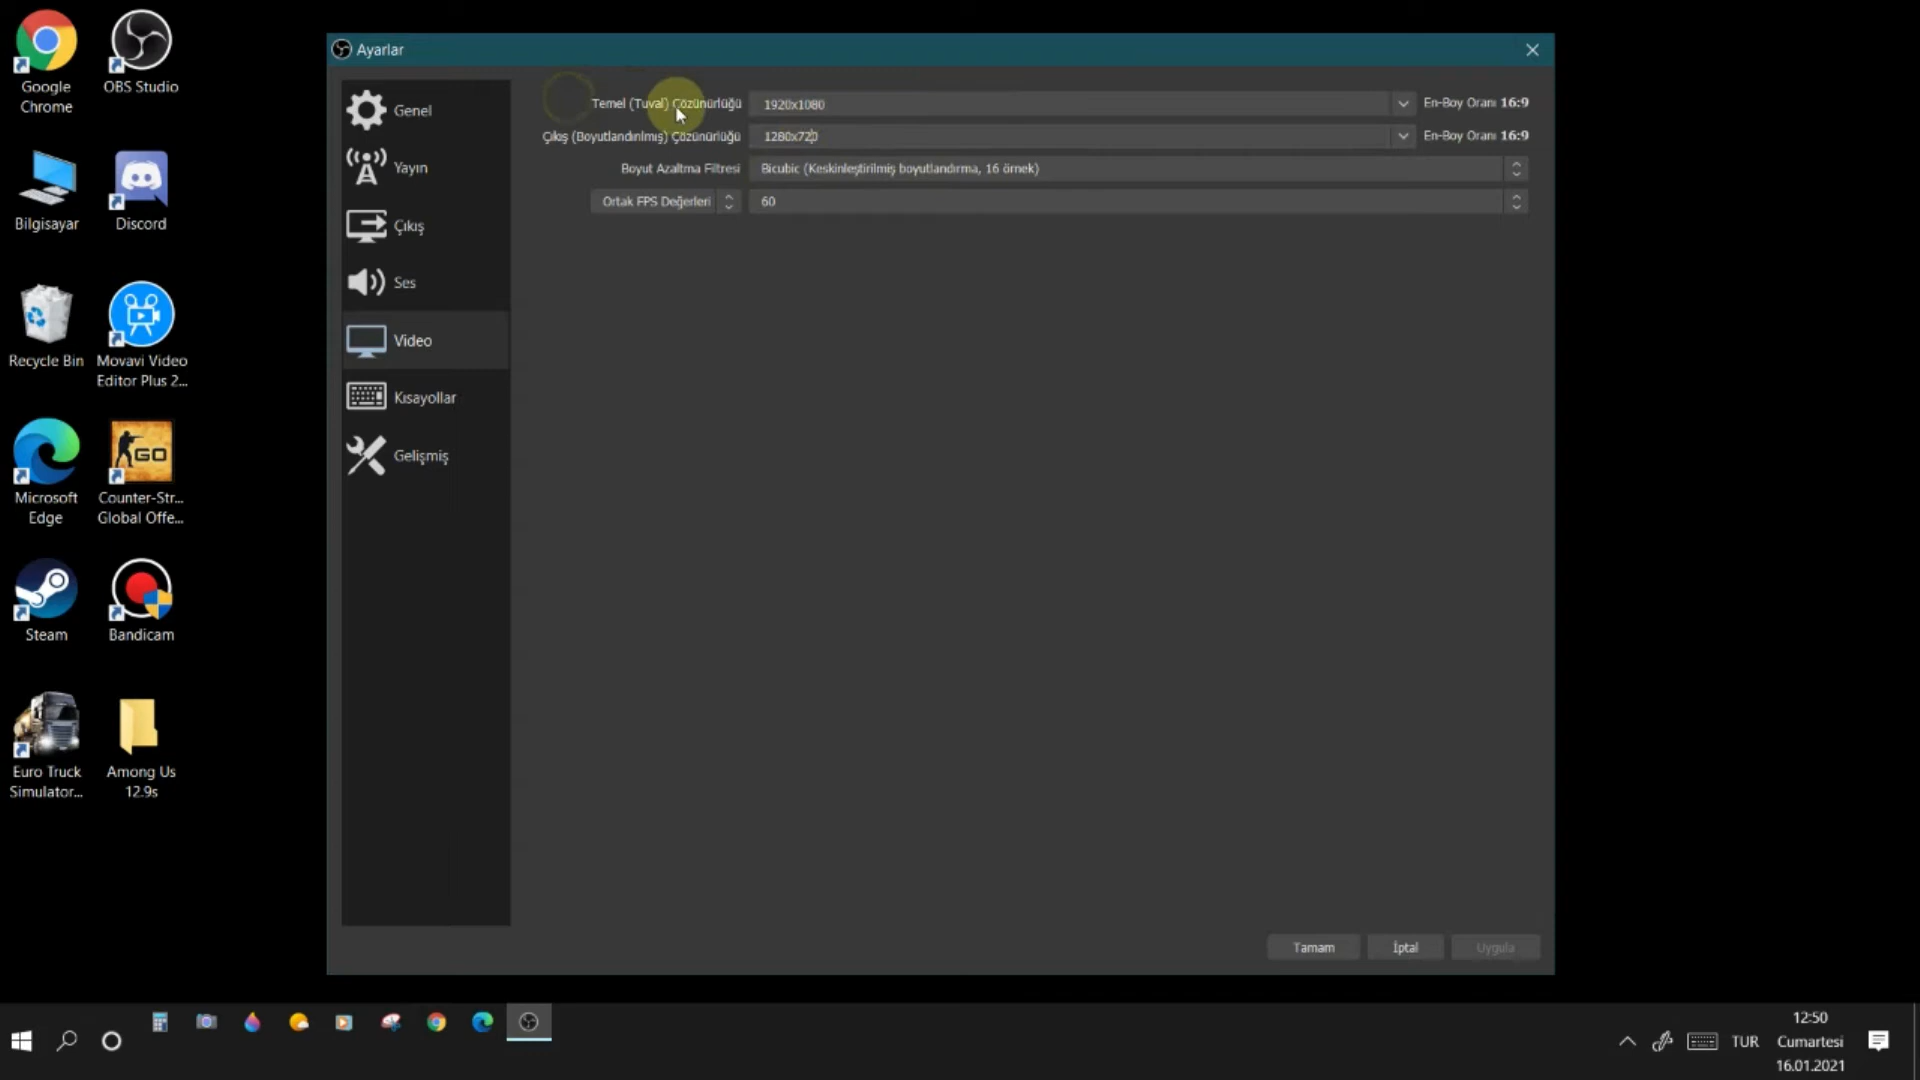 Google
Chrome
OBS Studio
Bilgisayar
Discord
Recycle Bin
Movavi Video
Editor Plus 2...
Microsoft
Edge
GO
Counter-Str...
Global Offe...
Steam
Bandicam
Euro Truck
Simulator...
Among Us
12.9s
Ayarlar
Genel
Yayın
Çıkış
Ses
Video
Kısayollar
Gelişmiş
Temel (Tuval) Çözünürlüğü 1920x1080 En-Boy Oranı 16:9
Çıkış (Boyutlandırılmış) Çözünürlüğü 1280x720 En-Boy Oranı 16:9
Boyut Azaltma Filtresi Bicubic (Keskinleştirilmiş boyutlandırma, 16 örnek)
Ortak FPS Değerleri 60
Tamam İptal Uygula
TUR
12:50
Cumartesi
16.01.2021